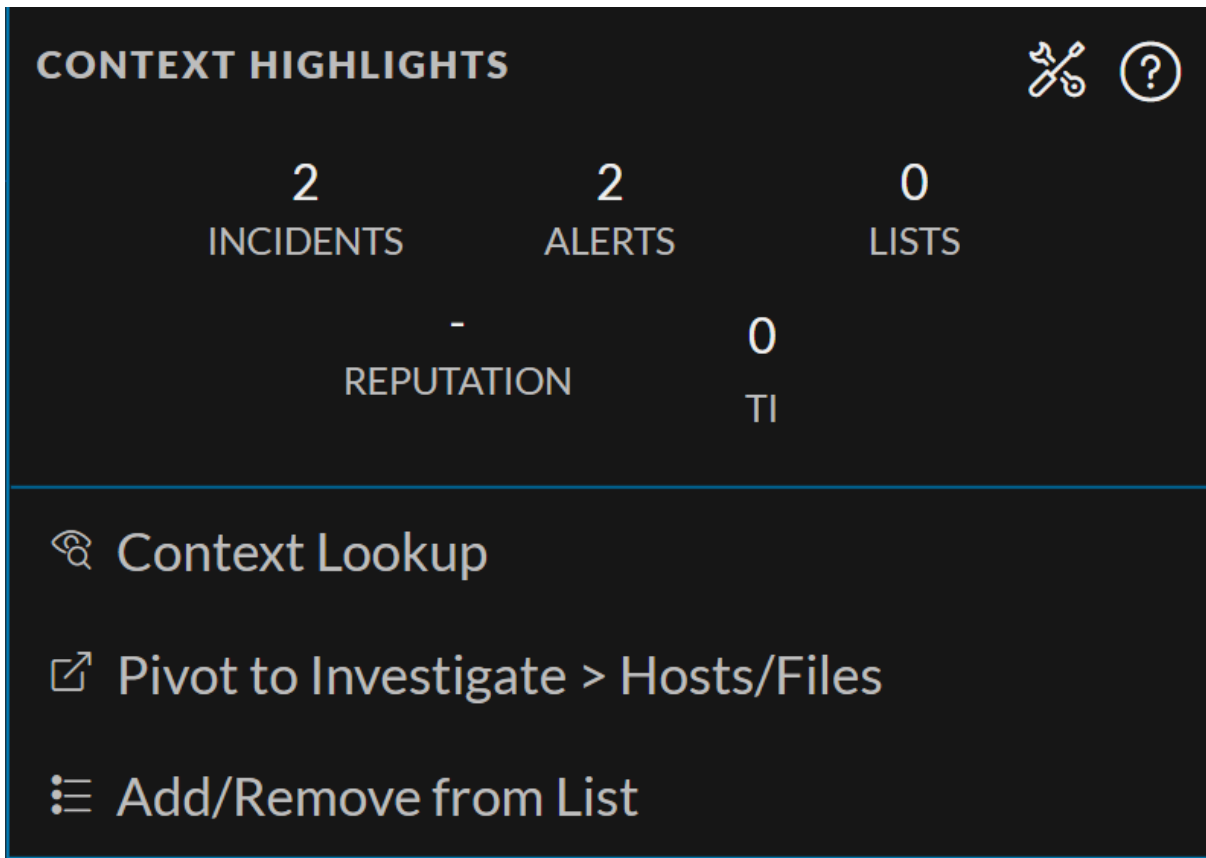 CONTEXT HIGHLIGHTS ?
2 2 0
INCIDENTS ALERTS LISTS
- 0
REPUTATION TI
Context Lookup
Pivot to Investigate > Hosts/Files
Add/Remove from List